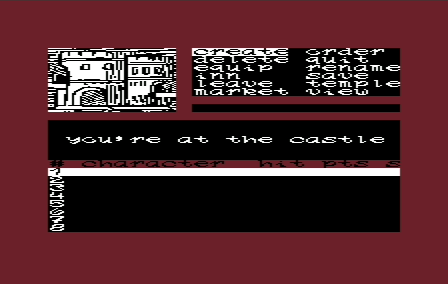 create order
delete quit
equip rename
inn save
leave temple
market view
you're at the castle
# character hit pts s